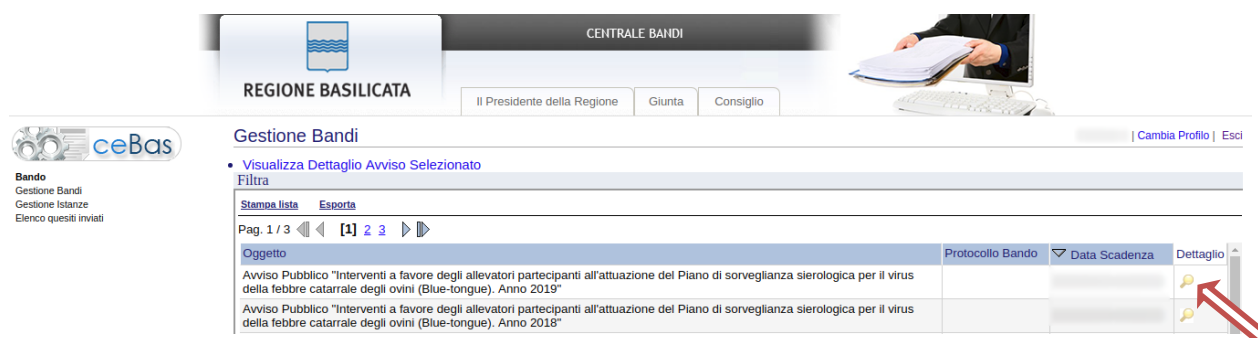 CENTRALE BANDI
REGIONE BASILICATA
Il Presidente della Regione Giunta Consiglio
ceBas
Gestione Bandi
| Cambia Profilo | Esci
Visualizza Dettaglio Avviso Selezionato
Bando
Gestione Bandi
Gestione Istanze
Elenco quesiti inviati
Filtra
Stampa lista Esporta
Pag. 1 / 3 [1] 2 3
Oggetto Protocollo Bando Data Scadenza Dettaglio
Avviso Pubblico "Interventi a favore degli allevatori partecipanti all'attuazione del Piano di sorveglianza sierologica per il virus
della febbre catarrale degli ovini (Blue-tongue). Anno 2019"
Avviso Pubblico "Interventi a favore degli allevatori partecipanti all'attuazione del Piano di sorveglianza sierologica per il virus
della febbre catarrale degli ovini (Blue-tongue). Anno 2018"